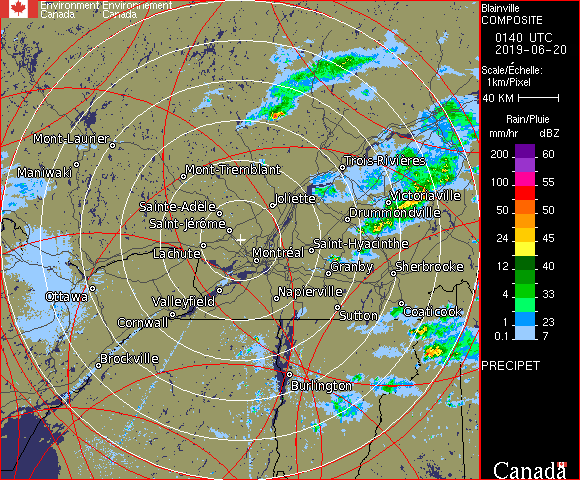 Environment Environnement
Canada Canada
Blainville
COMPOSITE
0140 UTC
2019-06-20
Scale/Échelle:
1km/Pixel
40 KM
Rain/Pluie
mm/hr dBZ
200 60
100 55
50 50
24 45
12 40
4 33
1 23
0.1 7
PRECIPET
Canada
Mont-Laurier
Maniwaki
Mont-Tremblant
Trois-Rivières
Joliette
Victoriaville
Sainte-Adèle
Drummondville
Saint-Jérôme
Saint-Hyacinthe
Lachute
Montréal
Granby
Sherbrooke
Ottawa
Valleyfield
Napierville
Coaticook
Cornwall
Sutton
Brockville
Burlington